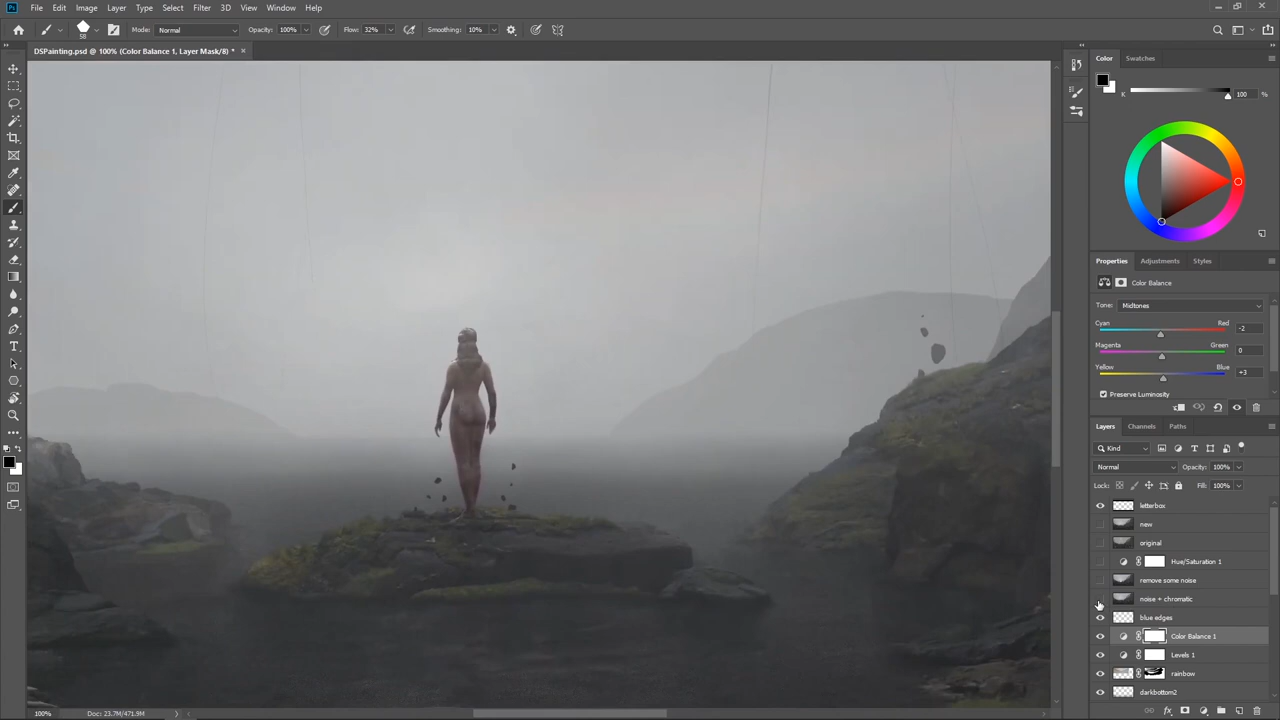 Ps File Edit Image Layer Type Select Filter 3D View Window Help
58 Mode: Normal Opacity: 100% Flow: 32% Smoothing: 10%
DSPainting.psd @ 100% (Color Balance 1, Layer Mask/8) * ×
Color Swatches
K 100 %
Properties Adjustments Styles
Color Balance
Tone: Midtones
Cyan Red -2
Magenta Green 0
Yellow Blue +3
Preserve Luminosity
Layers Channels Paths
Kind
Normal Opacity: 100%
Lock: Fill: 100%
letterbox
new
original
Hue/Saturation 1
remove some noise
noise + chromatic
blue edges
Color Balance 1
Levels 1
rainbow
darkbottom2
100% Doc: 23.7M/471.9M